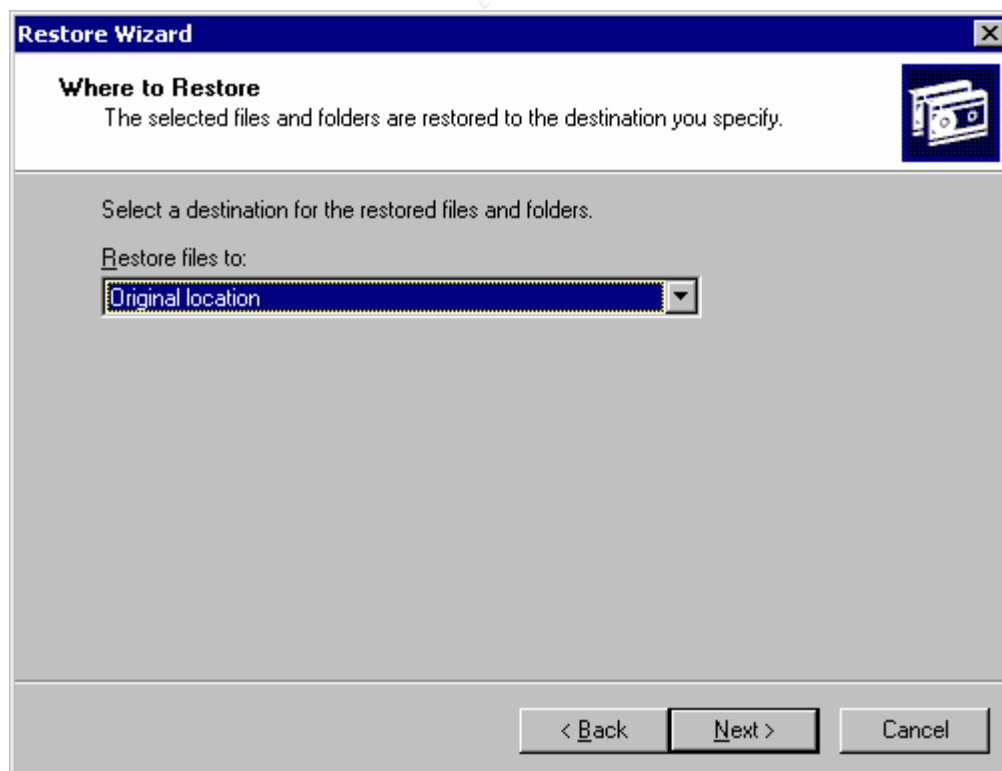 Restore Wizard
Where to Restore
The selected files and folders are restored to the destination you specify.
Select a destination for the restored files and folders.
Restore files to:
Original location
< Back
Next >
Cancel